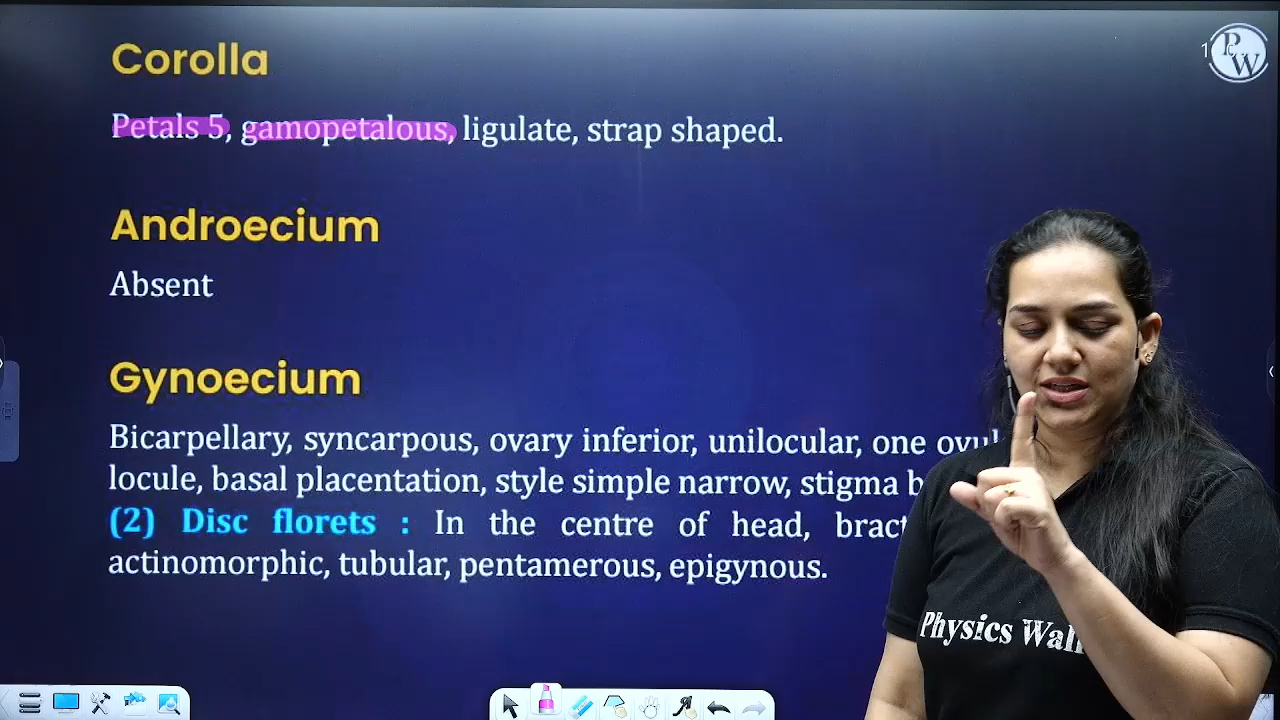 Corolla
Petals 5, gamopetalous, ligulate, strap shaped.
Androecium
Absent
Gynoecium
Bicarpellary, syncarpous, ovary inferior, unilocular, one
locule, basal placentation, style simple narrow, stigma
(2) Disc florets : In the centre of head,
actinomorphic, tubular, pentamerous, epigynous.
PW
Physics